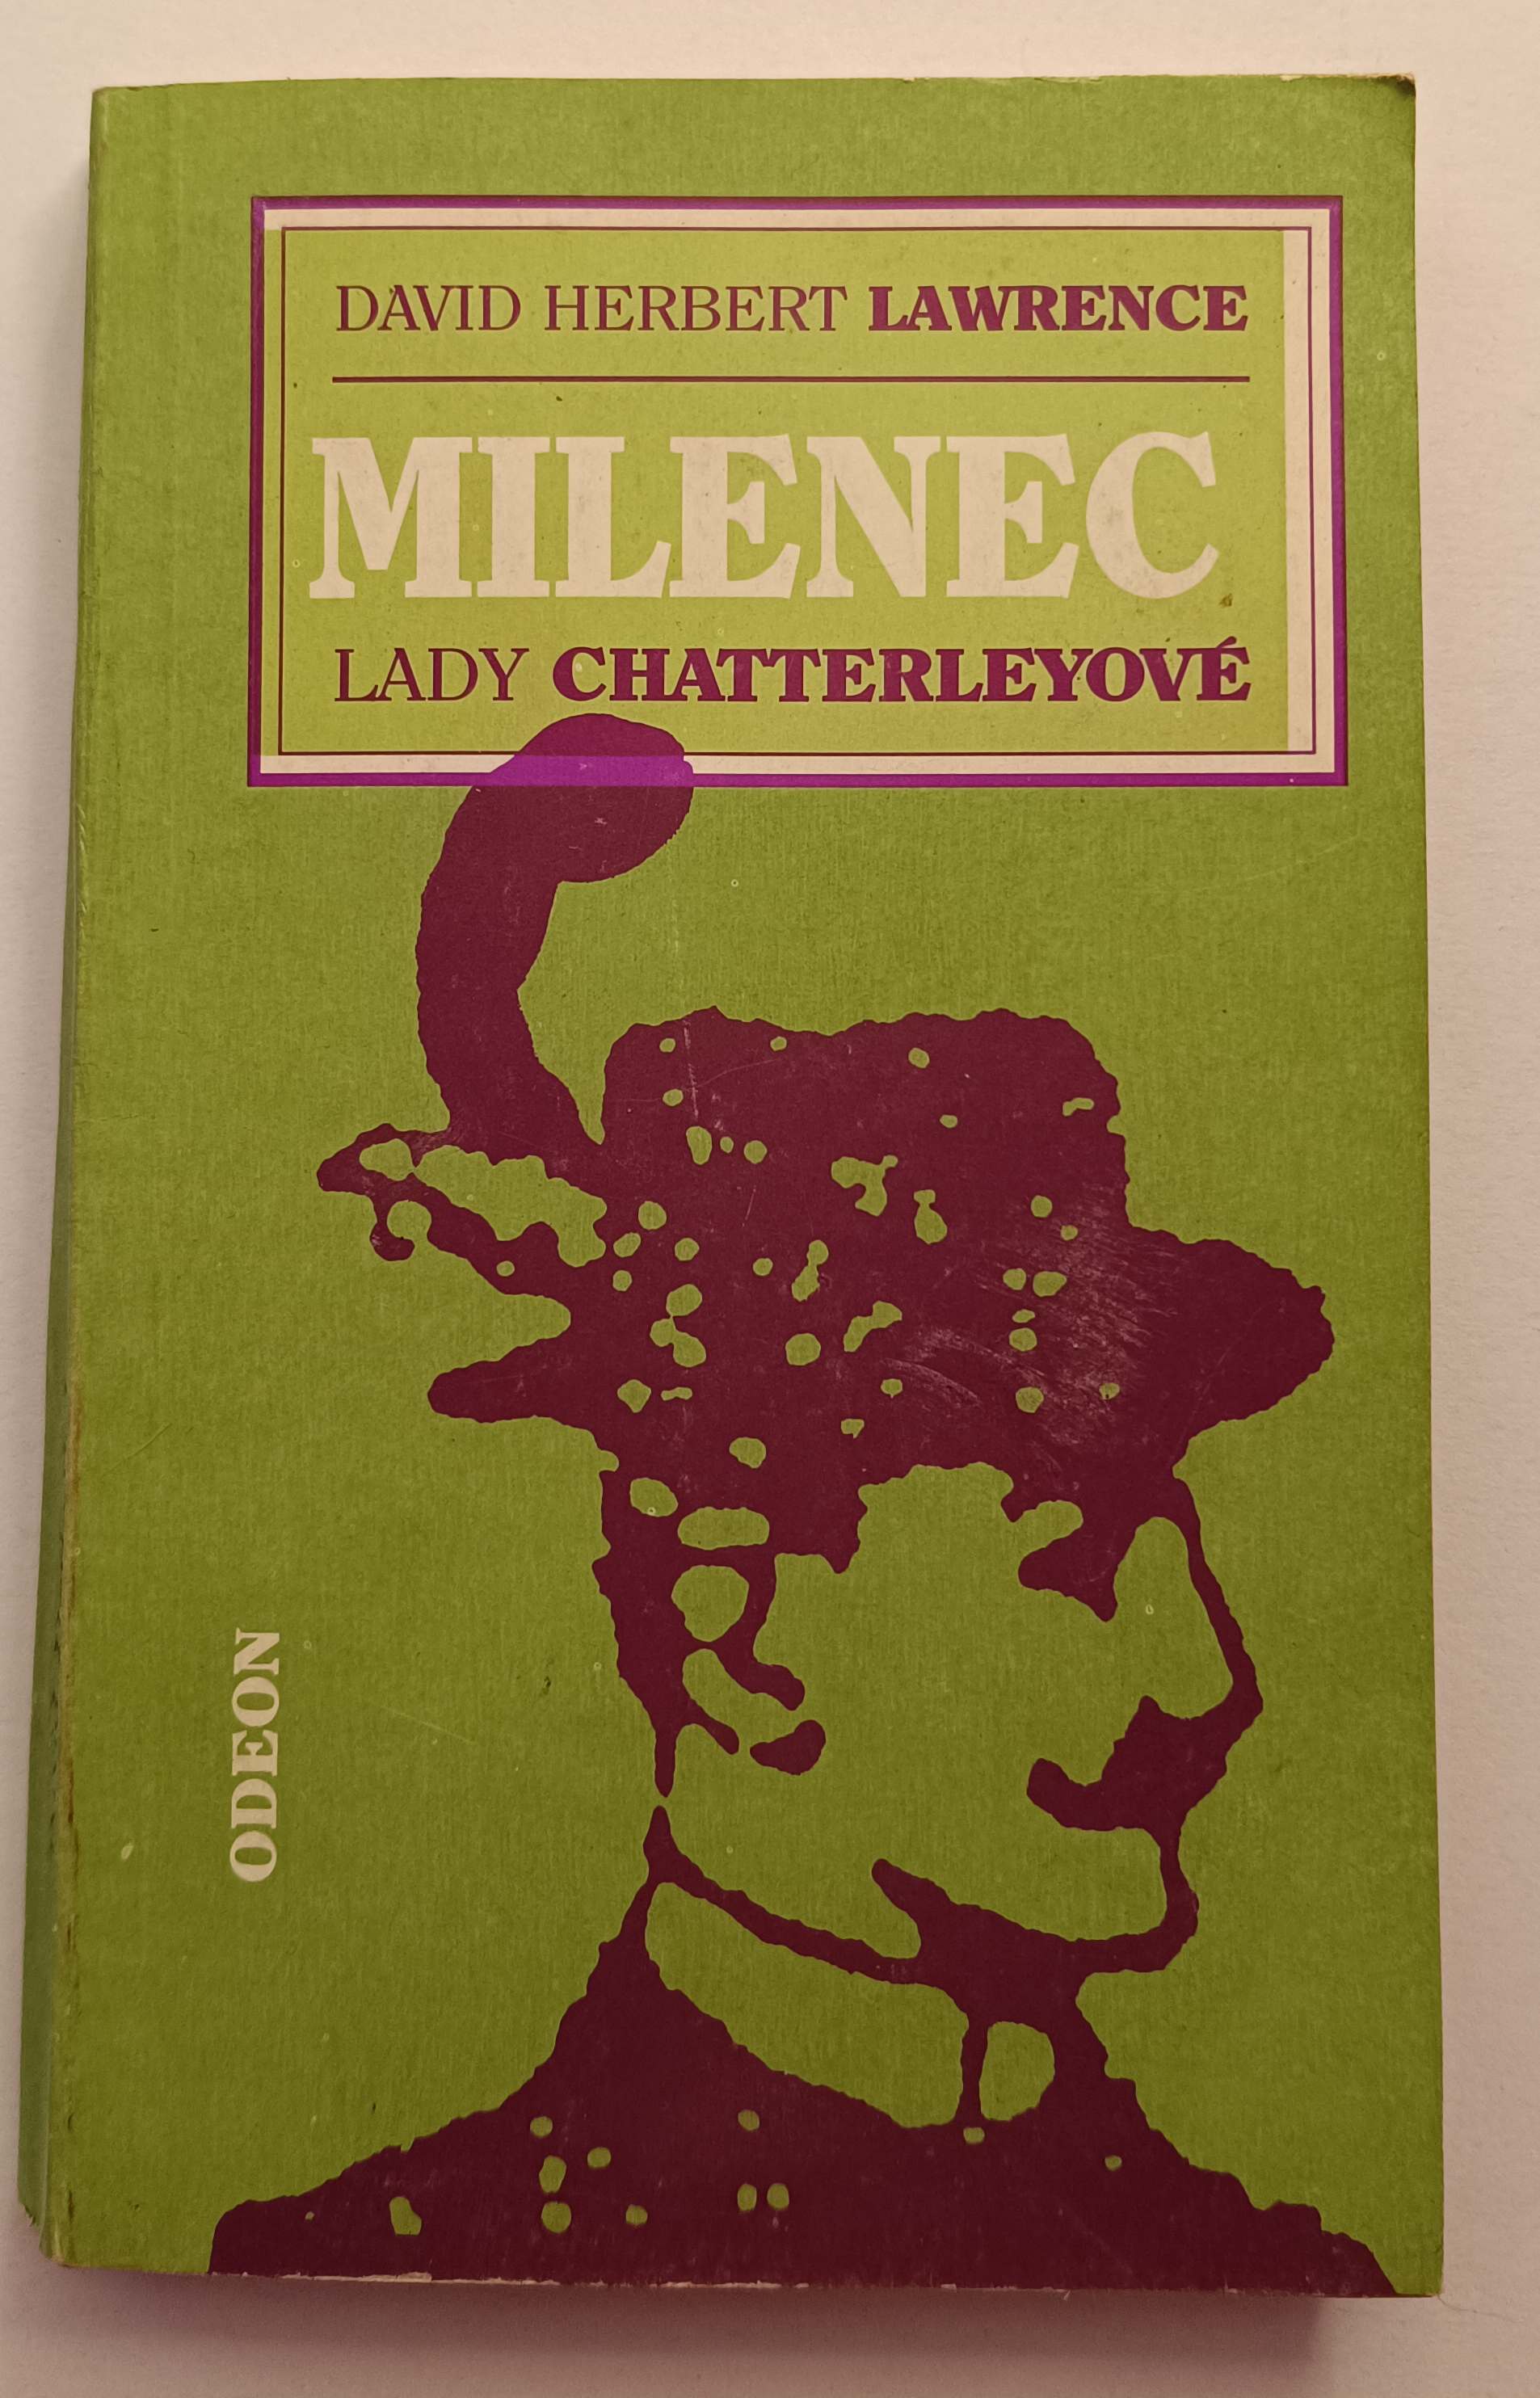 DAVID HERBERT LAWRENCE
MILENEC
LADY CHATTERLEYOVÉ
ODEON